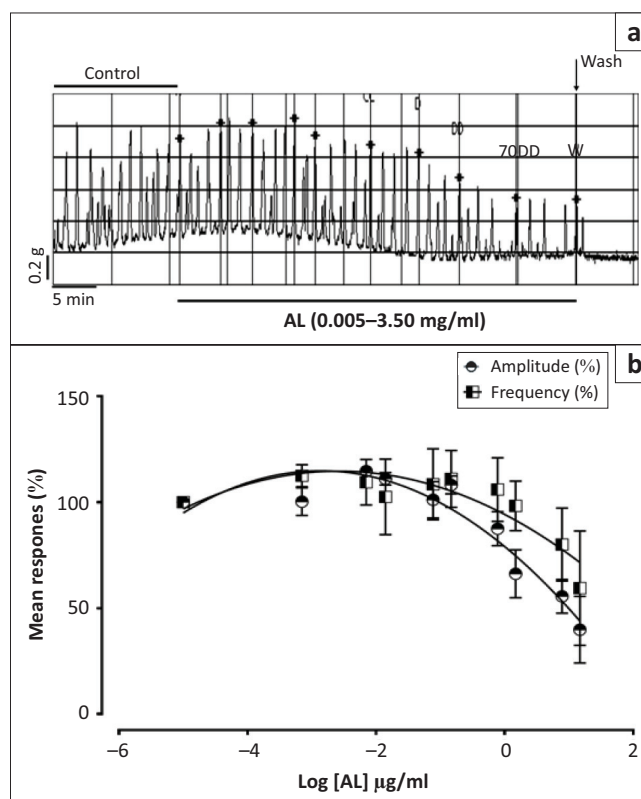 a
Wash
Control
D
DD
70DD W
0.2 g
5 min
AL (0.005–3.50 mg/ml)
b
Amplitude (%)
Frequency (%)
150
100
50
0
Mean respones (%)
–6 –4 –2 0 2
Log [AL] µg/ml